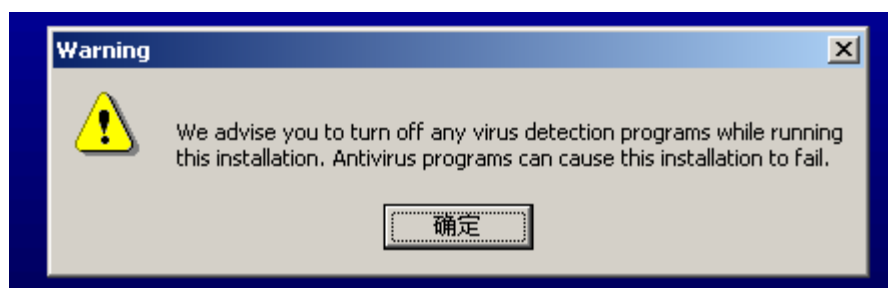 Warning
We advise you to turn off any virus detection programs while running
this installation. Antivirus programs can cause this installation to fail.
确定